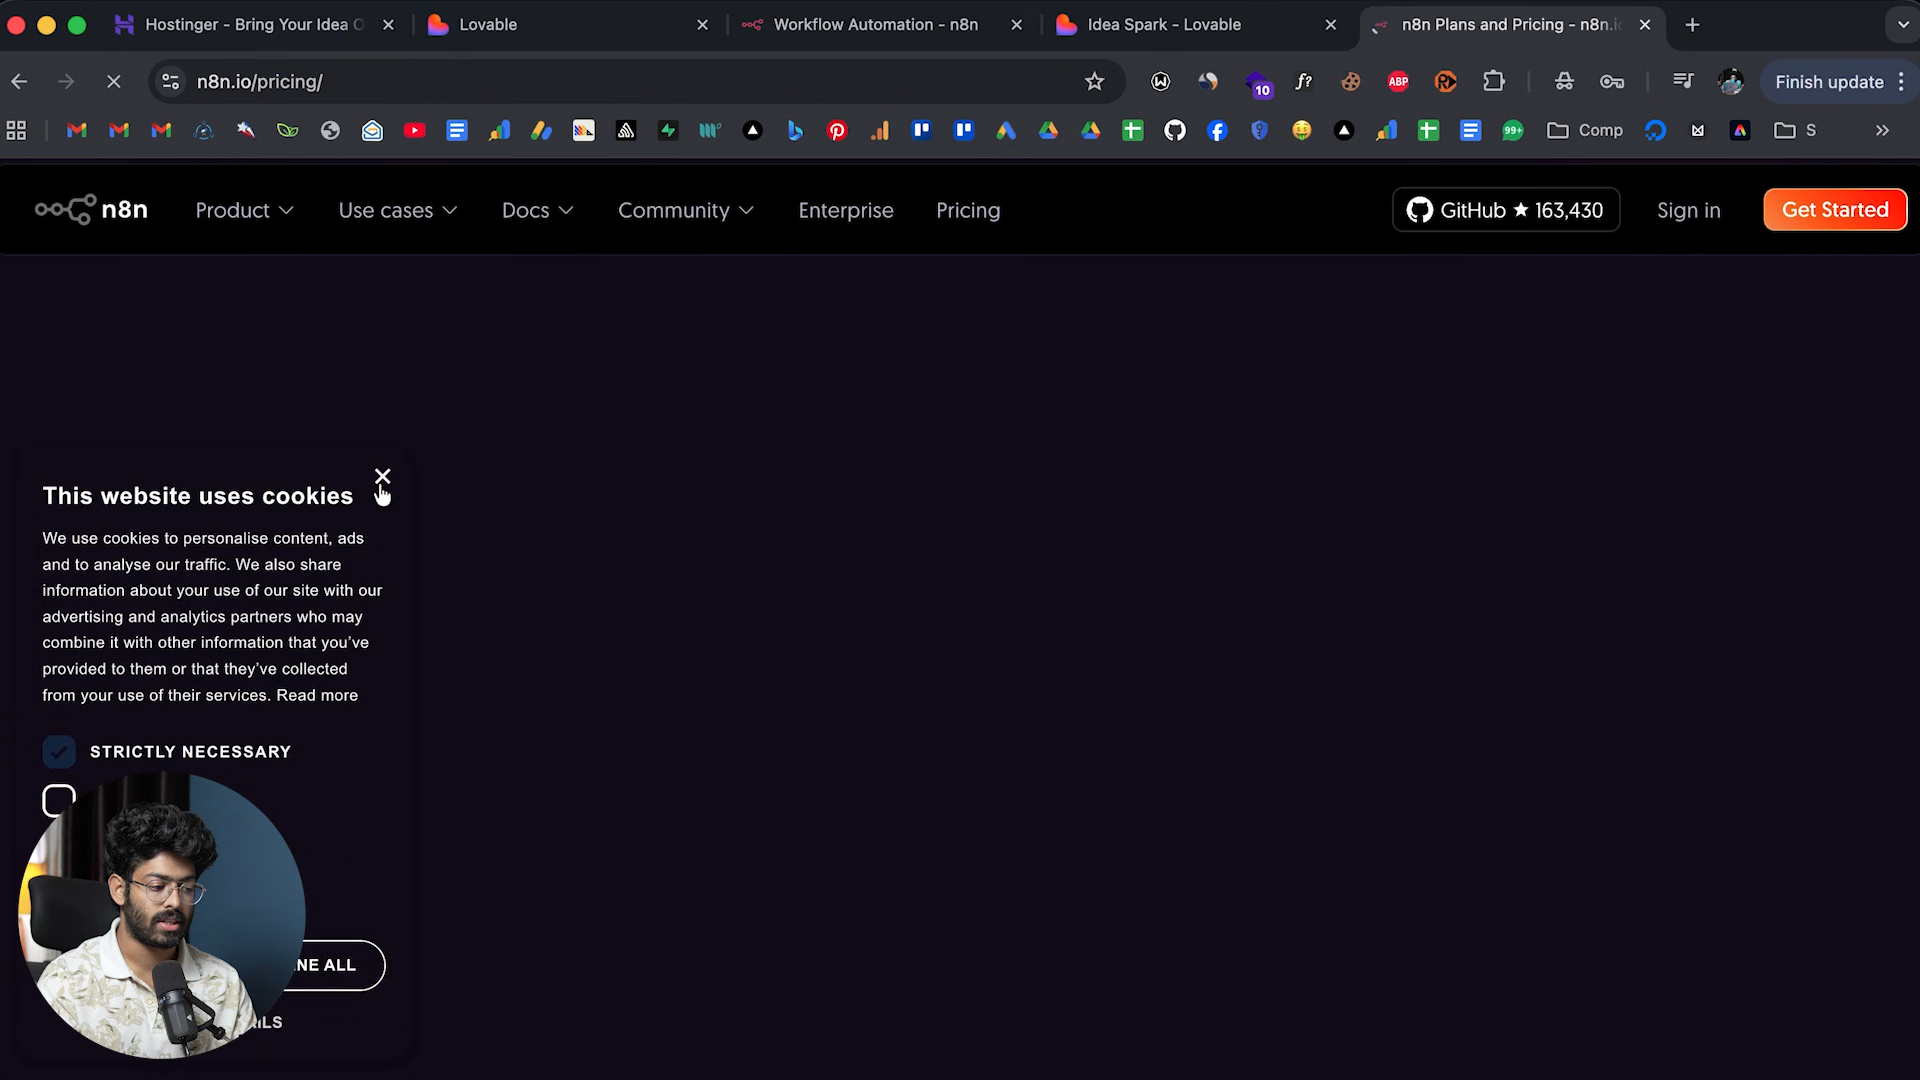 Hostinger - Bring Your Idea O
Lovable
Workflow Automation - n8n
Idea Spark - Lovable
n8n Plans and Pricing - n8n.i
n8n.io/pricing/
10
f?
ABP
Finish update
99+
Comp
S
n8n
Product
Use cases
Docs
Community
Enterprise
Pricing
GitHub ★ 163,430
Sign in
Get Started
This website uses cookies
We use cookies to personalise content, ads
and to analyse our traffic. We also share
information about your use of our site with our
advertising and analytics partners who may
combine it with other information that you've
provided to them or that they've collected
from your use of their services. Read more
STRICTLY NECESSARY
NE ALL
ILS